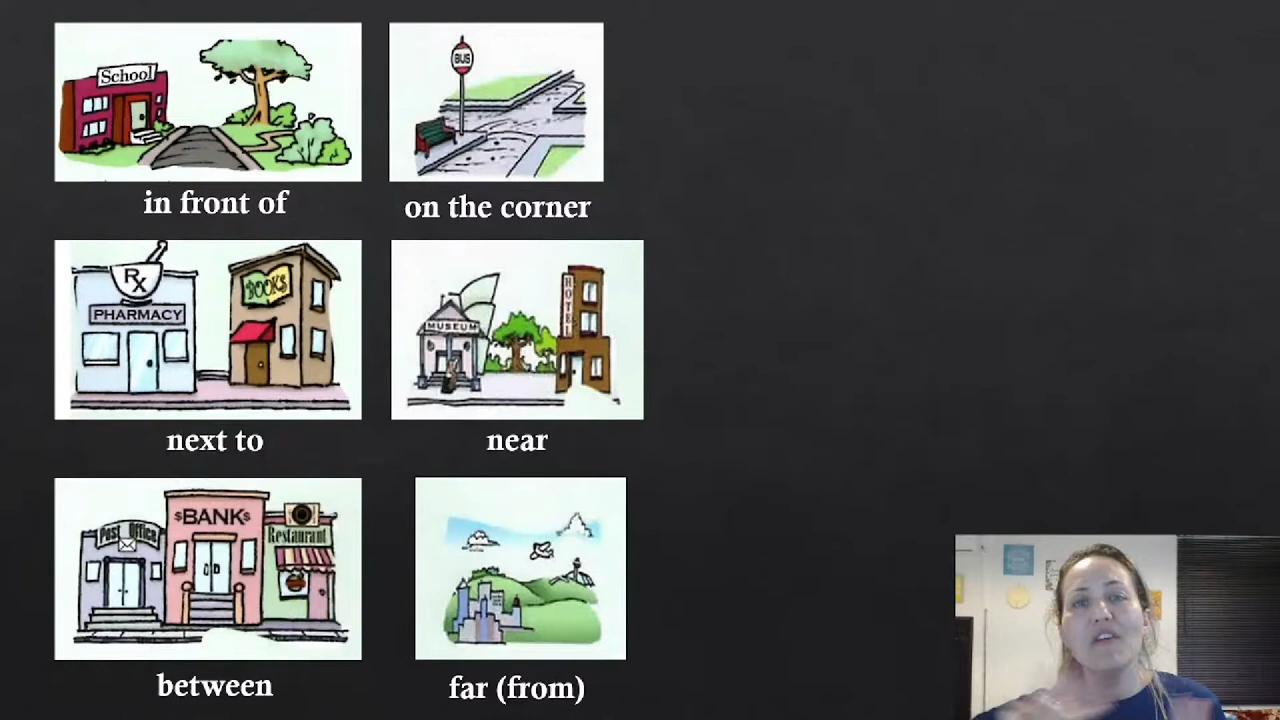 School
BUS
in front of
on the corner
RX
PHARMACY
BOOKS
MUSEUM
HOTEL
next to
near
Post Office
$BANK$
Restaurant
between
far (from)